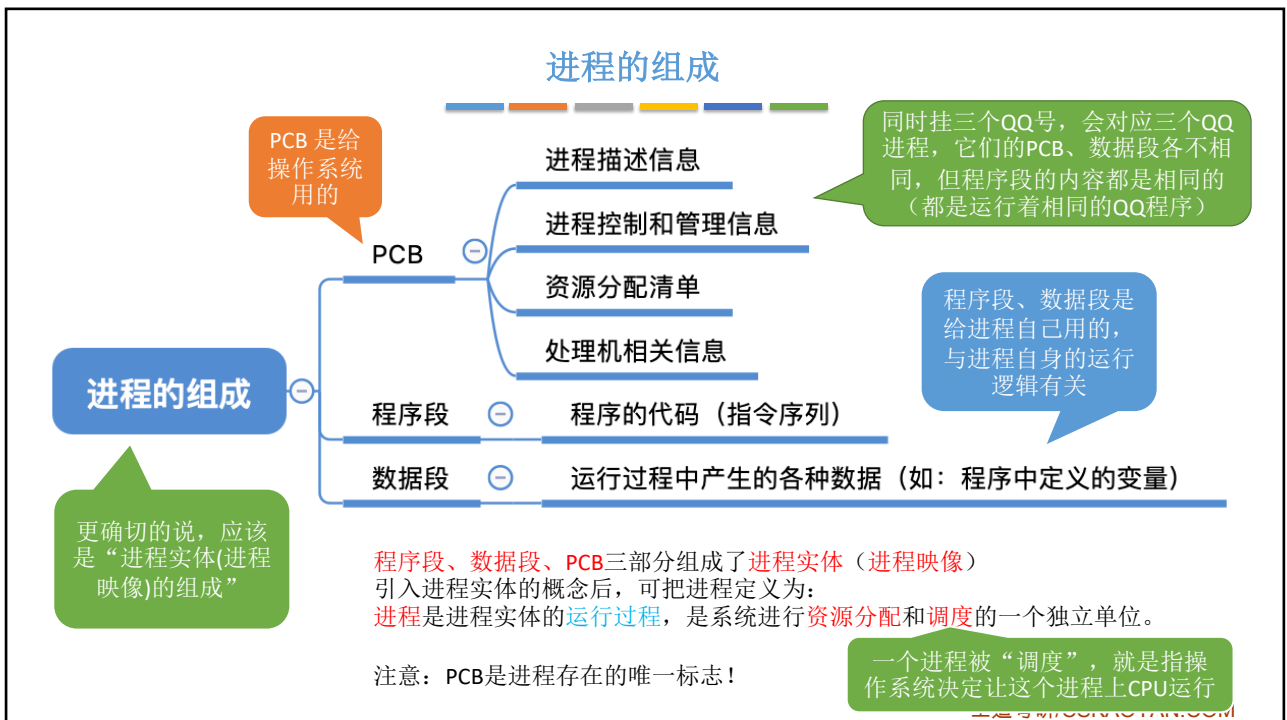 进程的组成
PCB 是给
操作系统
用的
同时挂三个QQ号，会对应三个QQ
进程，它们的PCB、数据段各不相
同，但程序段的内容都是相同的
（都是运行着相同的QQ程序）
进程描述信息
进程控制和管理信息
PCB
资源分配清单
处理机相关信息
程序段、数据段是
给进程自己用的，
与进程自身的运行
逻辑有关
进程的组成
程序段
程序的代码（指令序列）
数据段
运行过程中产生的各种数据（如：程序中定义的变量）
更确切的说，应该
是“进程实体(进程
映像)的组成”
程序段、数据段、PCB三部分组成了进程实体（进程映像）
引入进程实体的概念后，可把进程定义为：
进程是进程实体的运行过程，是系统进行资源分配和调度的一个独立单位。
注意：PCB是进程存在的唯一标志！
一个进程被“调度”，就是指操
作系统决定让这个进程上CPU运行